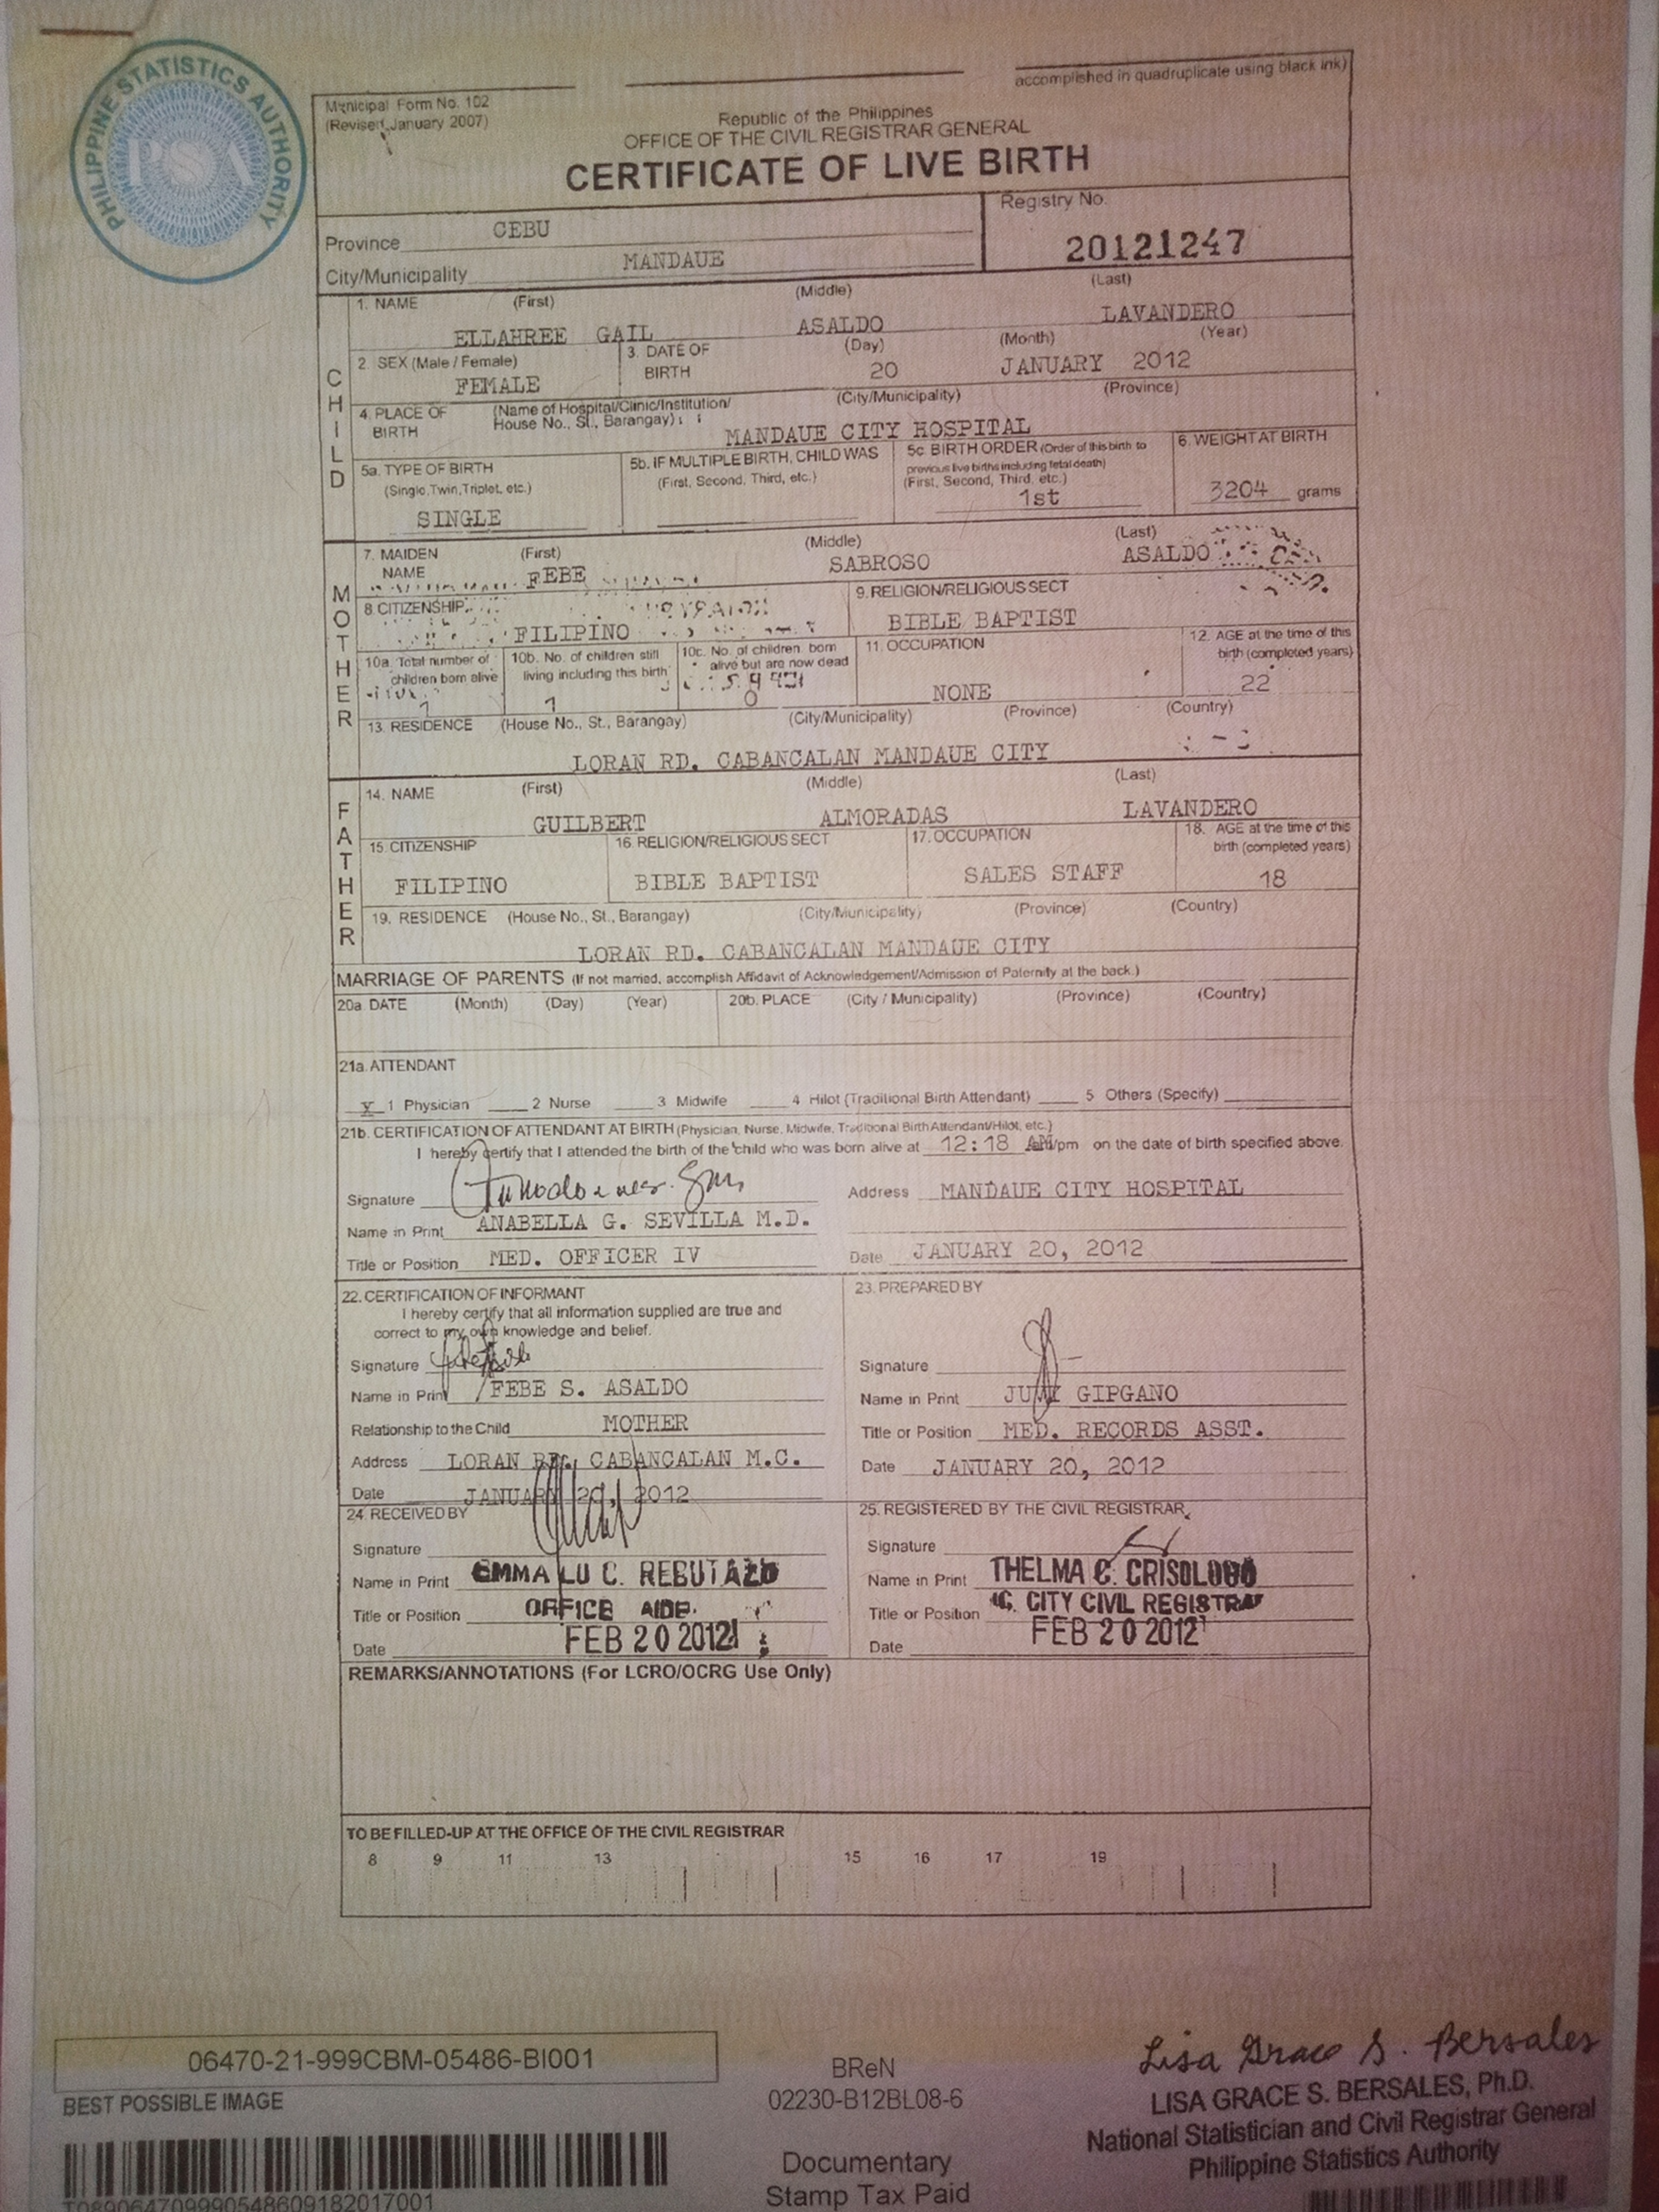 PHILIPPINE STATISTICS AUTHORITY
PSA
accomplished in quadruplicate using black ink)
Municipal Form No. 102
(Revised January 2007)
Republic of the Philippines
OFFICE OF THE CIVIL REGISTRAR GENERAL
CERTIFICATE OF LIVE BIRTH
Province CEBU
City/Municipality MANDAUE
Registry No.
20121247
CHILD
1. NAME (First) (Middle) (Last)
ELLAHREE GAIL ASALDO LAVANDERO
2. SEX (Male / Female) 3. DATE OF BIRTH (Day) (Month) (Year)
FEMALE 20 JANUARY 2012
4. PLACE OF BIRTH (Name of Hospital/Clinic/Institution/ House No., St., Barangay) (City/Municipality) (Province)
MANDAUE CITY HOSPITAL
5a. TYPE OF BIRTH (Single, Twin, Triplet, etc.)
SINGLE
5b. IF MULTIPLE BIRTH, CHILD WAS (First, Second, Third, etc.)
5c. BIRTH ORDER (Order of this birth to previous live births including fetal death) (First, Second, Third, etc.)
1st
6. WEIGHT AT BIRTH
3204 grams
MOTHER
7. MAIDEN NAME (First) (Middle) (Last)
FEBE SABROSO ASALDO
8. CITIZENSHIP
FILIPINO
9. RELIGION/RELIGIOUS SECT
BIBLE BAPTIST
10a. Total number of children born alive
1
10b. No. of children still living including this birth
1
10c. No. of children born alive but are now dead
0
11. OCCUPATION
NONE
12. AGE at the time of this birth (completed years)
22
13. RESIDENCE (House No., St., Barangay) (City/Municipality) (Province) (Country)
LORAN RD. CABANCALAN MANDAUE CITY
FATHER
14. NAME (First) (Middle) (Last)
GUILBERT ALMORADAS LAVANDERO
15. CITIZENSHIP
FILIPINO
16. RELIGION/RELIGIOUS SECT
BIBLE BAPTIST
17. OCCUPATION
SALES STAFF
18. AGE at the time of this birth (completed years)
18
19. RESIDENCE (House No., St., Barangay) (City/Municipality) (Province) (Country)
LORAN RD. CABANCALAN MANDAUE CITY
MARRIAGE OF PARENTS (If not married, accomplish Affidavit of Acknowledgement/Admission of Paternity at the back.)
20a. DATE (Month) (Day) (Year) 20b. PLACE (City / Municipality) (Province) (Country)
21a. ATTENDANT
x 1 Physician 2 Nurse 3 Midwife 4 Hilot (Traditional Birth Attendant) 5 Others (Specify)
21b. CERTIFICATION OF ATTENDANT AT BIRTH (Physician, Nurse, Midwife, Traditional Birth Attendant/Hilot, etc.)
I hereby certify that I attended the birth of the child who was born alive at 12:18 am/pm on the date of birth specified above.
Signature
Address MANDAUE CITY HOSPITAL
Name in Print ANABELLA G. SEVILLA M.D.
Title or Position MED. OFFICER IV
Date JANUARY 20, 2012
22. CERTIFICATION OF INFORMANT
I hereby certify that all information supplied are true and
correct to my own knowledge and belief.
Signature
Name in Print FEBE S. ASALDO
Relationship to the Child MOTHER
Address LORAN RD., CABANCALAN M.C.
Date JANUARY 20, 2012
23. PREPARED BY
Signature
Name in Print GIPGANO
Title or Position MED. RECORDS ASST.
Date JANUARY 20, 2012
24. RECEIVED BY
Signature
Name in Print EMMA LU C. REBUTAZO
Title or Position OFFICE AIDE
Date FEB 20 2012
25. REGISTERED BY THE CIVIL REGISTRAR
Signature
Name in Print THELMA C. CRISOLOGO
Title or Position CITY CIVIL REGISTRAR
Date FEB 20 2012
REMARKS/ANNOTATIONS (For LCRO/OCRG Use Only)
TO BE FILLED-UP AT THE OFFICE OF THE CIVIL REGISTRAR
8 9 11 13 15 16 17 19
06470-21-999CBM-05486-BI001
BEST POSSIBLE IMAGE
T089064709990548609182017001
BReN
02230-B12BL08-6
Documentary
Stamp Tax Paid
Lisa Grace S. Bersales
LISA GRACE S. BERSALES, Ph.D.
National Statistician and Civil Registrar General
Philippine Statistics Authority